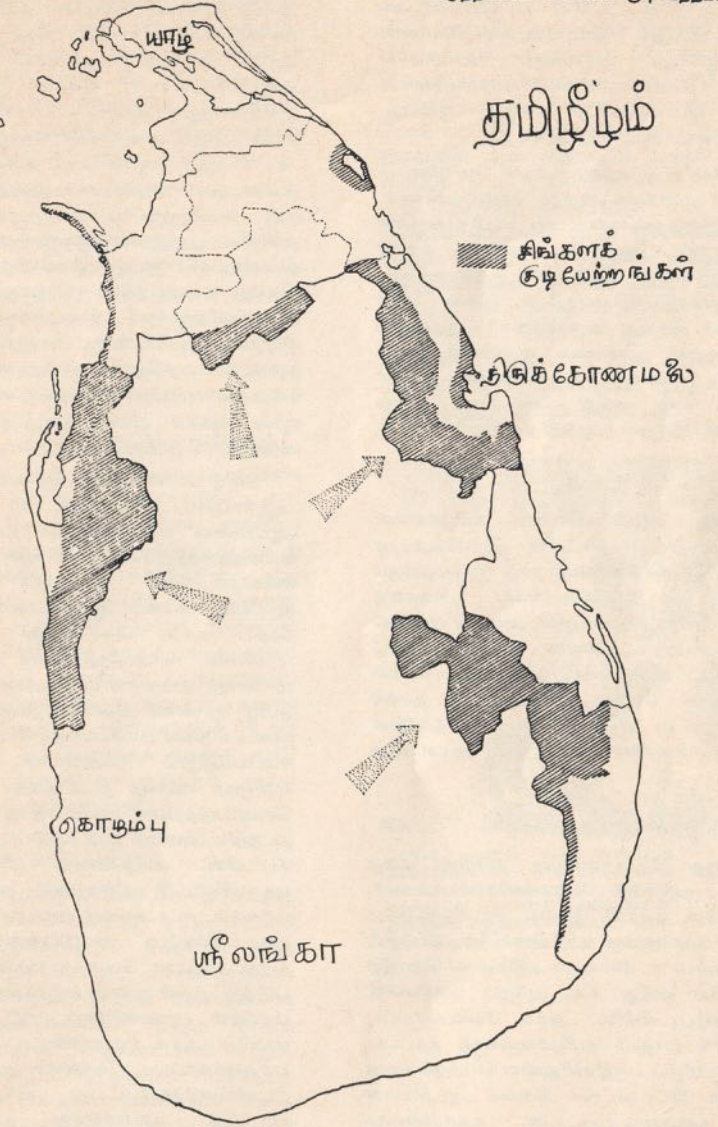 யாழ்
தமிழீழம்
சிங்களக்
குடியேற்றங்கள்
திருக்கோணமலை
கொழும்பு
ஸ்ரீலங்கா